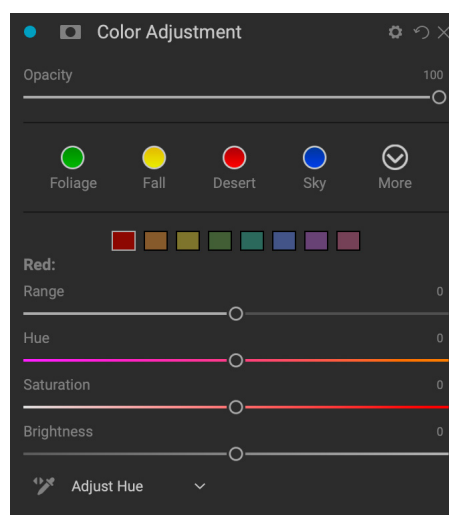 Color Adjustment
Opacity 100
Foliage Fall Desert Sky More
Red:
Range 0
Hue 0
Saturation 0
Brightness 0
Adjust Hue